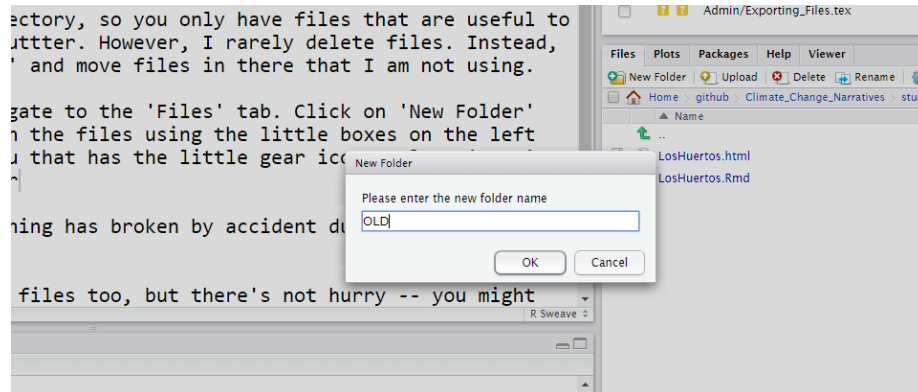 ectory, so you only have files that are useful to
uttter. However, I rarely delete files. Instead,
" and move files in there that I am not using.
gate to the 'Files' tab. Click on 'New Folder'
the files using the little boxes on the left
that has the little gear
ning has broken by accident
files too, but there's not hurry -- you might
R Sweave
New Folder
Please enter the new folder name
OLD
OK
Cancel
Admin/Exporting_Files.tex
Files Plots Packages Help Viewer
New Folder Upload Delete Rename
Home github Climate_Change_Narratives stu
Name
..
LosHuertos.html
LosHuertos.Rmd